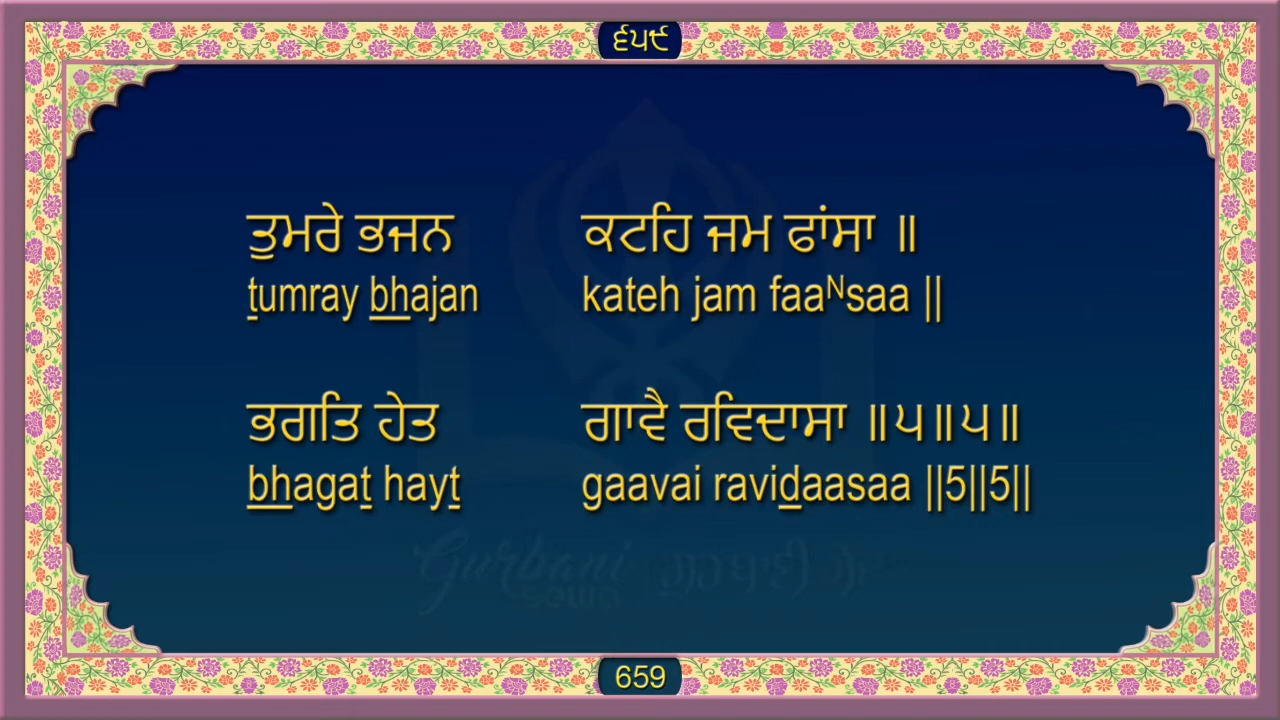 ੬੫੯
ਤੁਮਰੇ ਭਜਨ ਕਟਹਿ ਜਮ ਫਾਂਸਾ ॥
tumray bhajan kateh jam faaᴺsaa ||
ਭਗਤਿ ਹੇਤ ਗਾਵੈ ਰਵਿਦਾਸਾ ॥੫॥੫॥
bhagat hayt gaavai ravidaasaa ||5||5||
Gurbani
659